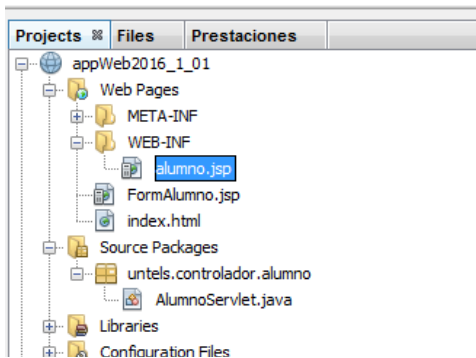 Projects Files Prestaciones
appWeb2016_1_01
Web Pages
META-INF
WEB-INF
alumno.jsp
FormAlumno.jsp
index.html
Source Packages
untels.controlador.alumno
AlumnoServlet.java
Libraries
Configuration Files